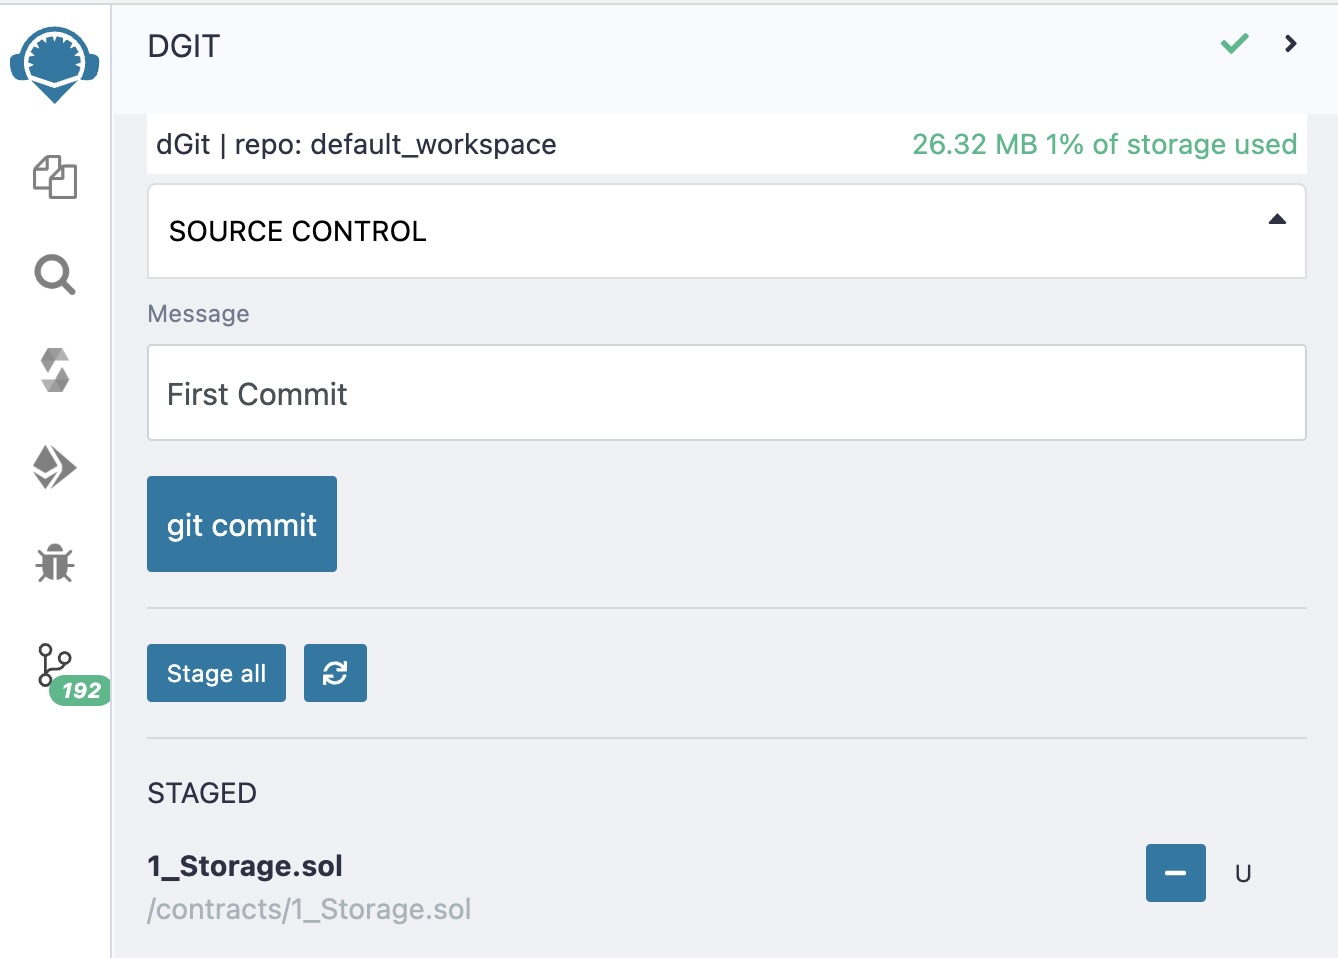 DGIT
dGit | repo: default_workspace
26.32 MB 1% of storage used
SOURCE CONTROL
Message
First Commit
git commit
Stage all
192
STAGED
1_Storage.sol
/contracts/1_Storage.sol
U